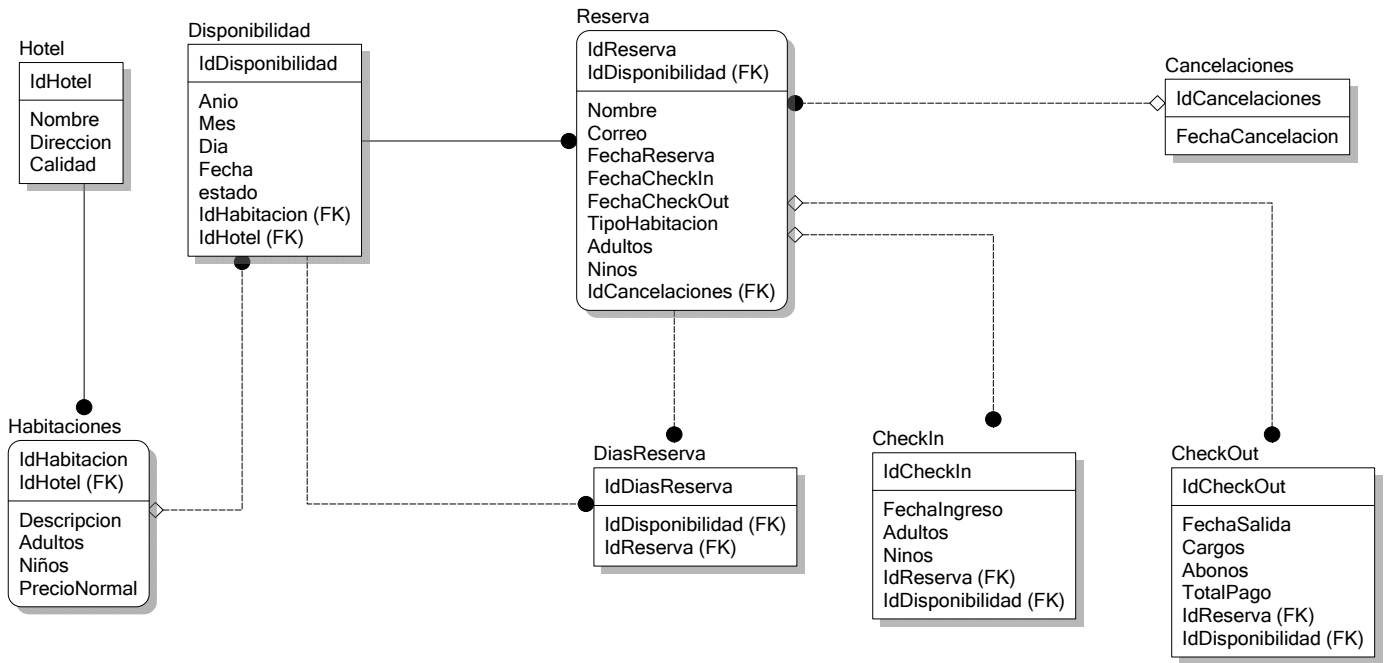 Hotel
IdHotel
Nombre
Direccion
Calidad
Disponibilidad
IdDisponibilidad
Anio
Mes
Dia
Fecha
estado
IdHabitacion (FK)
IdHotel (FK)
Reserva
IdReserva
IdDisponibilidad (FK)
Nombre
Correo
FechaReserva
FechaCheckIn
FechaCheckOut
TipoHabitacion
Adultos
Ninos
IdCancelaciones (FK)
Cancelaciones
IdCancelaciones
FechaCancelacion
Habitaciones
IdHabitacion
IdHotel (FK)
Descripcion
Adultos
Niños
PrecioNormal
DiasReserva
IdDiasReserva
IdDisponibilidad (FK)
IdReserva (FK)
CheckIn
IdCheckIn
FechaIngreso
Adultos
Ninos
IdReserva (FK)
IdDisponibilidad (FK)
CheckOut
IdCheckOut
FechaSalida
Cargos
Abonos
TotalPago
IdReserva (FK)
IdDisponibilidad (FK)